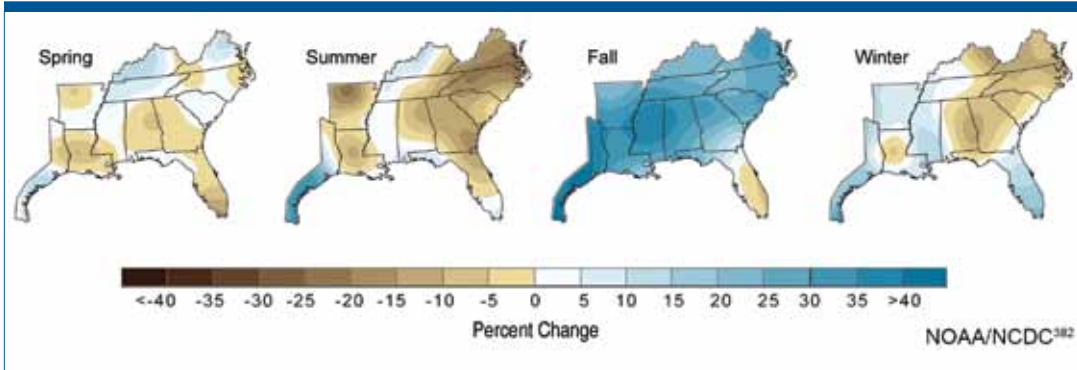 Spring
Summer
Fall
Winter
<-40 -35 -30 -25 -20 -15 -10 -5 0 5 10 15 20 25 30 35 >40
Percent Change
NOAA/NCDC382